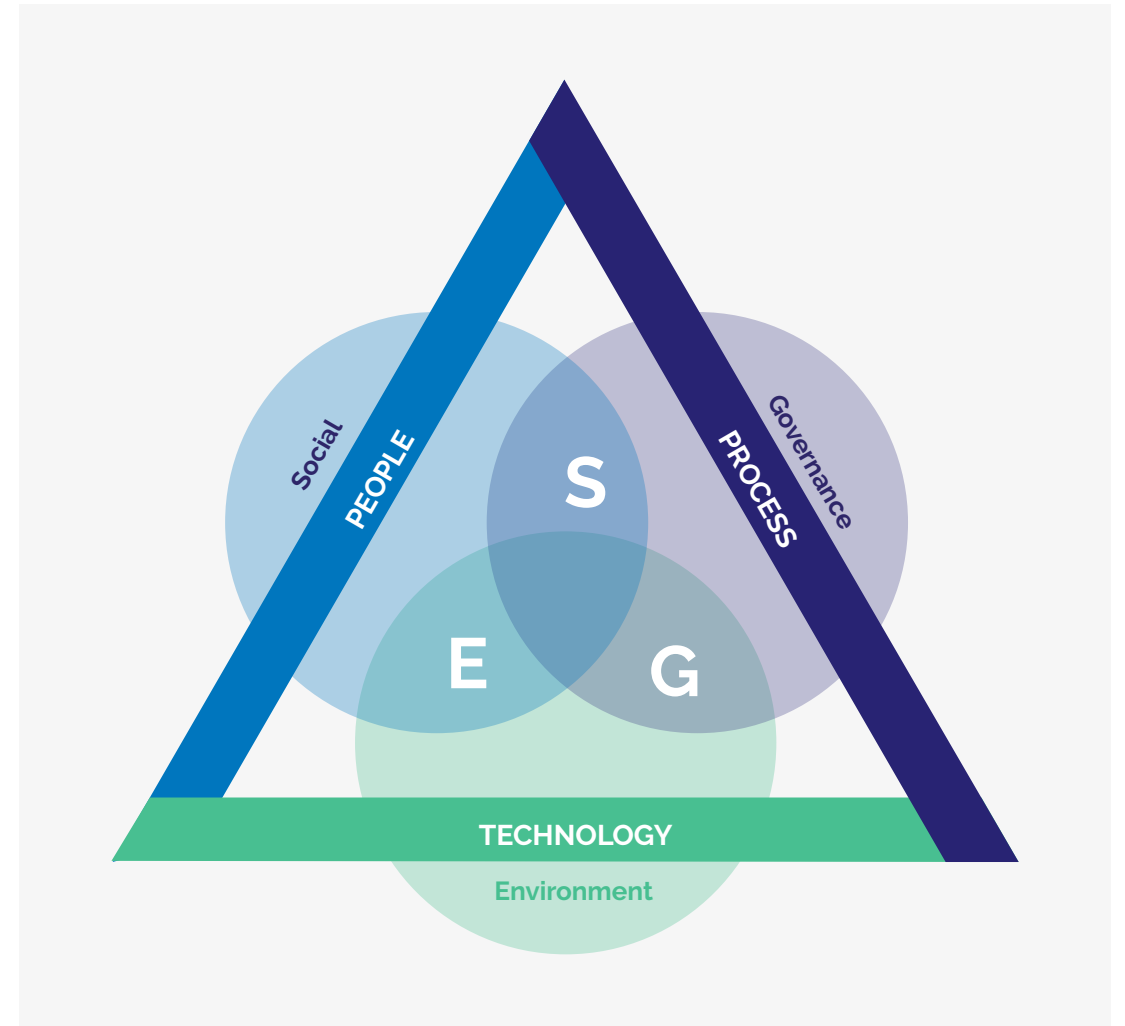 Social
PEOPLE
Governance
PROCESS
S
E
G
TECHNOLOGY
Environment